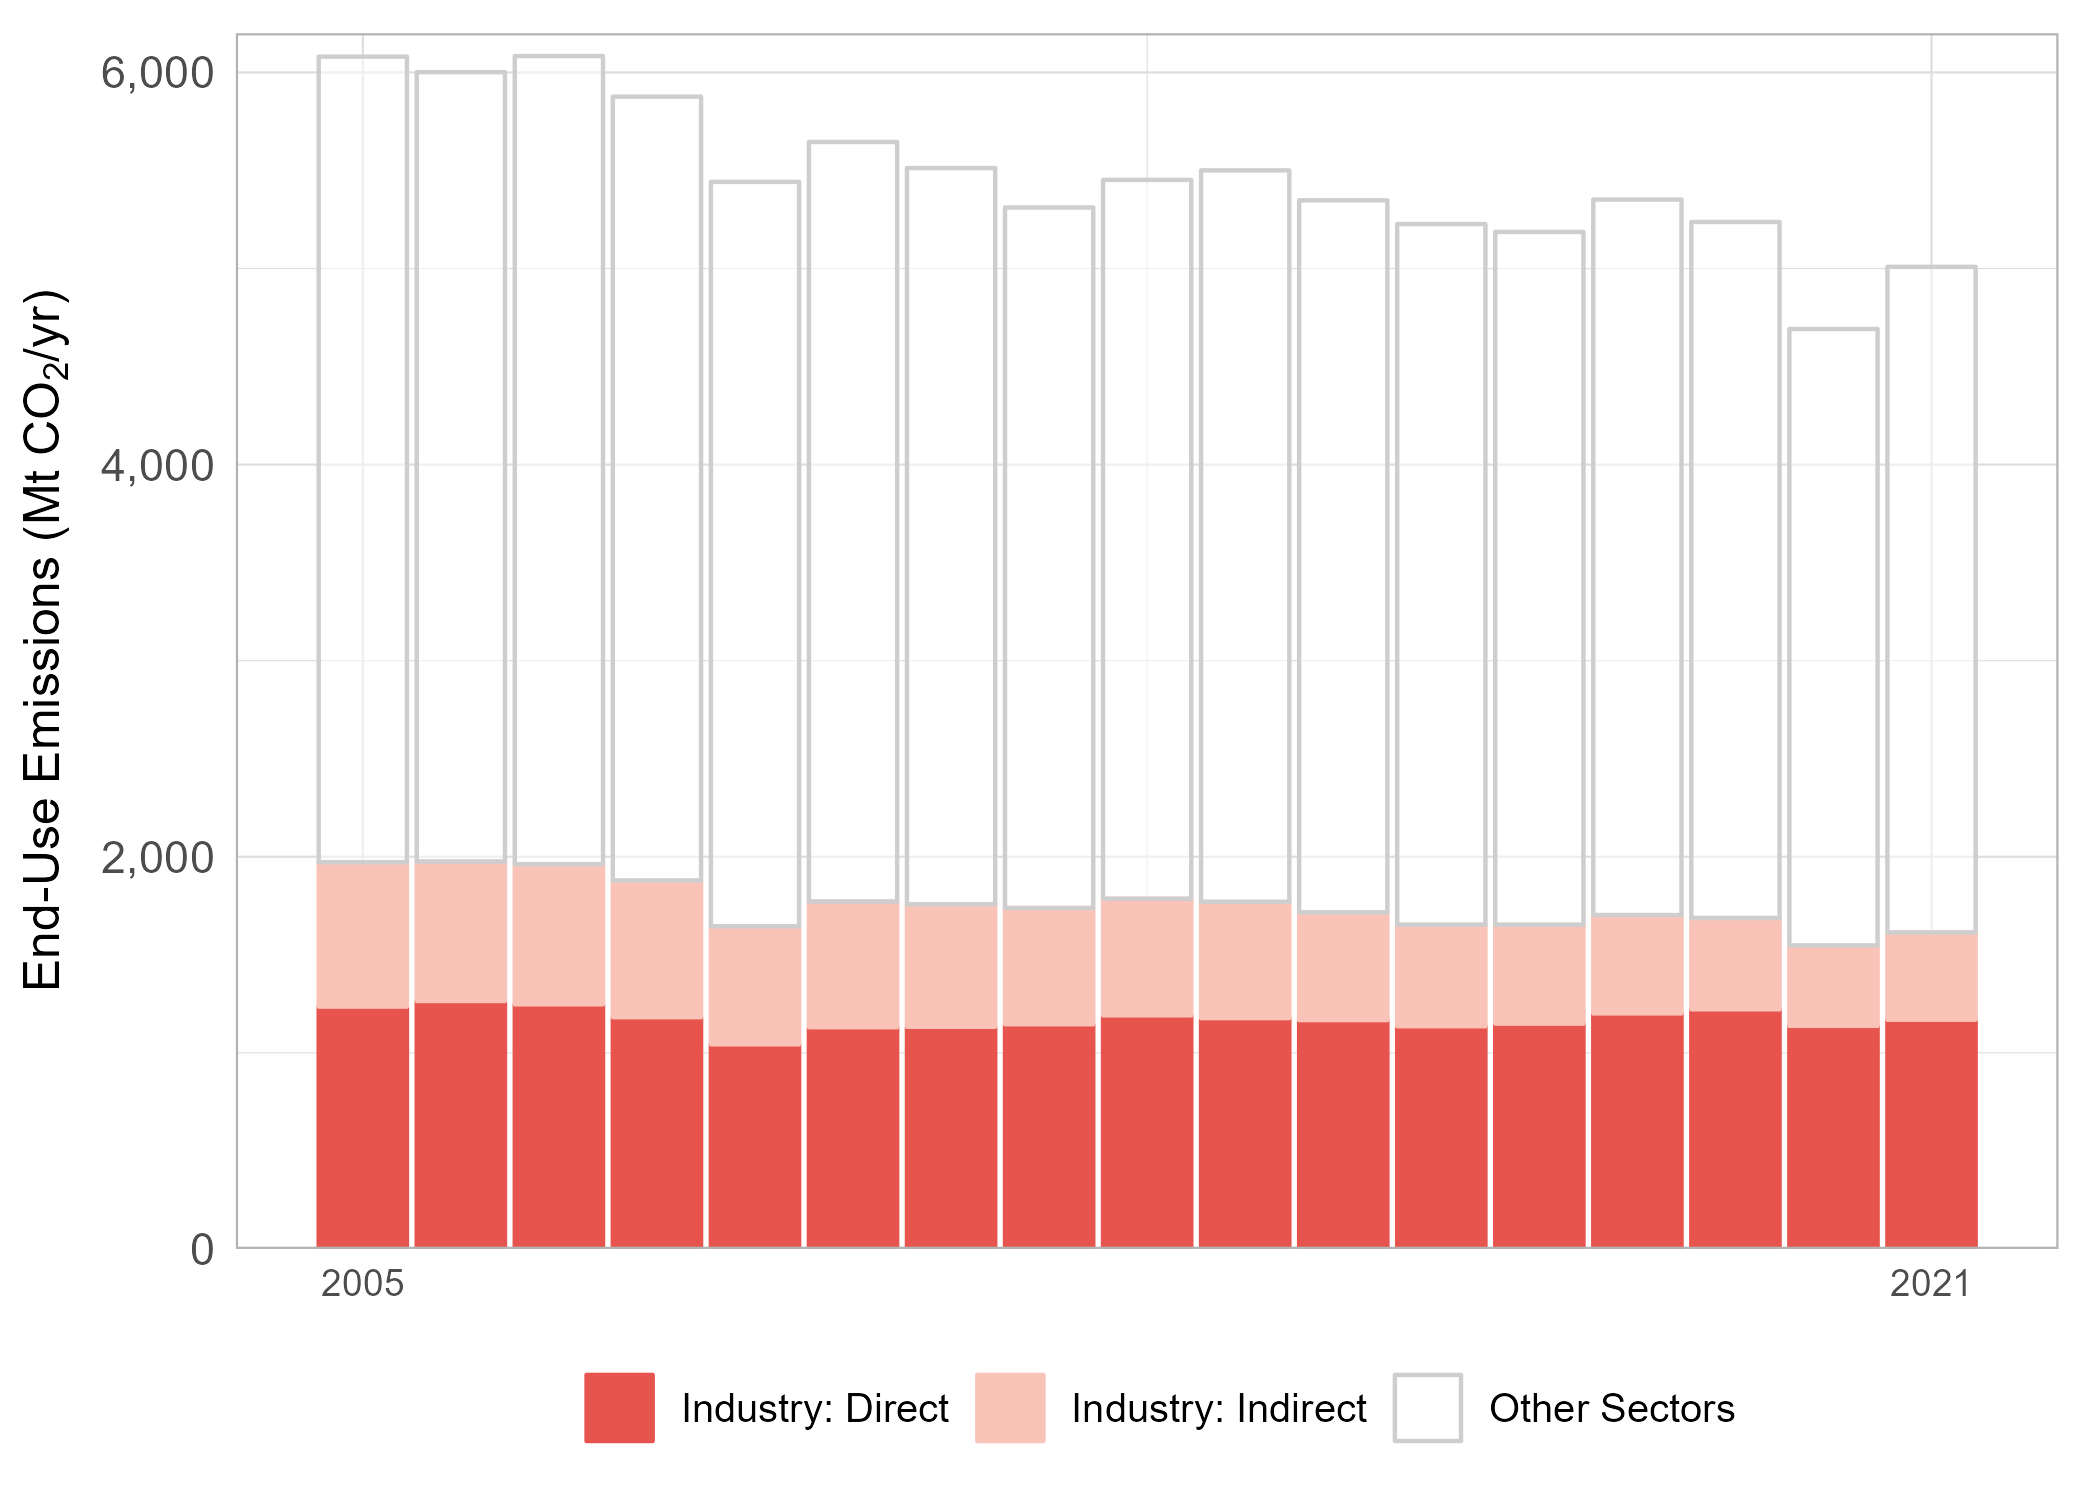 End-Use Emissions (Mt CO₂/yr)
6,000
4,000
2,000
0
2005 2021
Industry: Direct Industry: Indirect Other Sectors